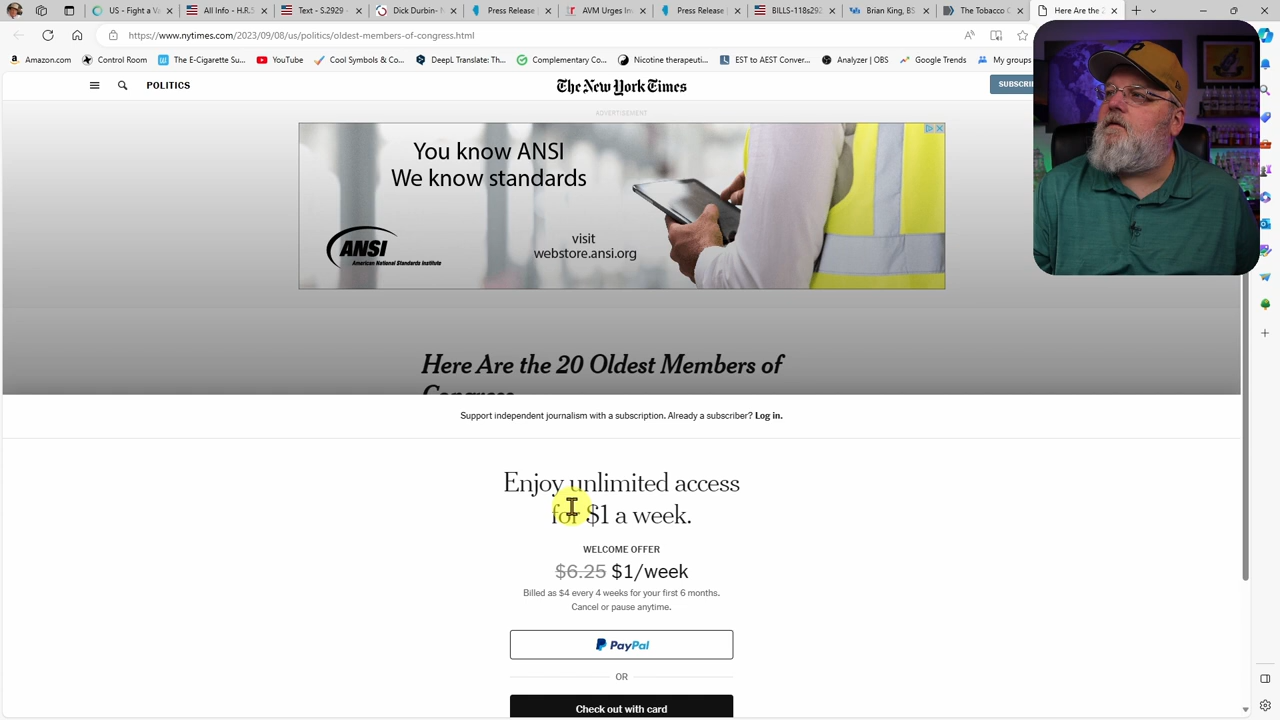 US - Fight a Va
All Info - H.R.5
Text - S.2929 -
Dick Durbin- N
Press Release |
AVM Urges Inv
Press Release |
BILLS-118s292
Brian King, BS
The Tobacco C
Here Are the 2
https://www.nytimes.com/2023/09/08/us/politics/oldest-members-of-congress.html
Amazon.com
Control Room
The E-Cigarette Su...
YouTube
Cool Symbols & Co...
DeepL Translate: Th...
Complementary Co...
Nicotine therapeuti...
EST to AEST Conver...
Analyzer | OBS
Google Trends
My groups
POLITICS
The New York Times
SUBSCRI
ADVERTISEMENT
You know ANSI
We know standards
ANSI
American National Standards Institute
visit
webstore.ansi.org
Here Are the 20 Oldest Members of
Congress
Support independent journalism with a subscription. Already a subscriber? Log in.
Enjoy unlimited access
for $1 a week.
WELCOME OFFER
$6.25 $1/week
Billed as $4 every 4 weeks for your first 6 months.
Cancel or pause anytime.
PayPal
OR
Check out with card